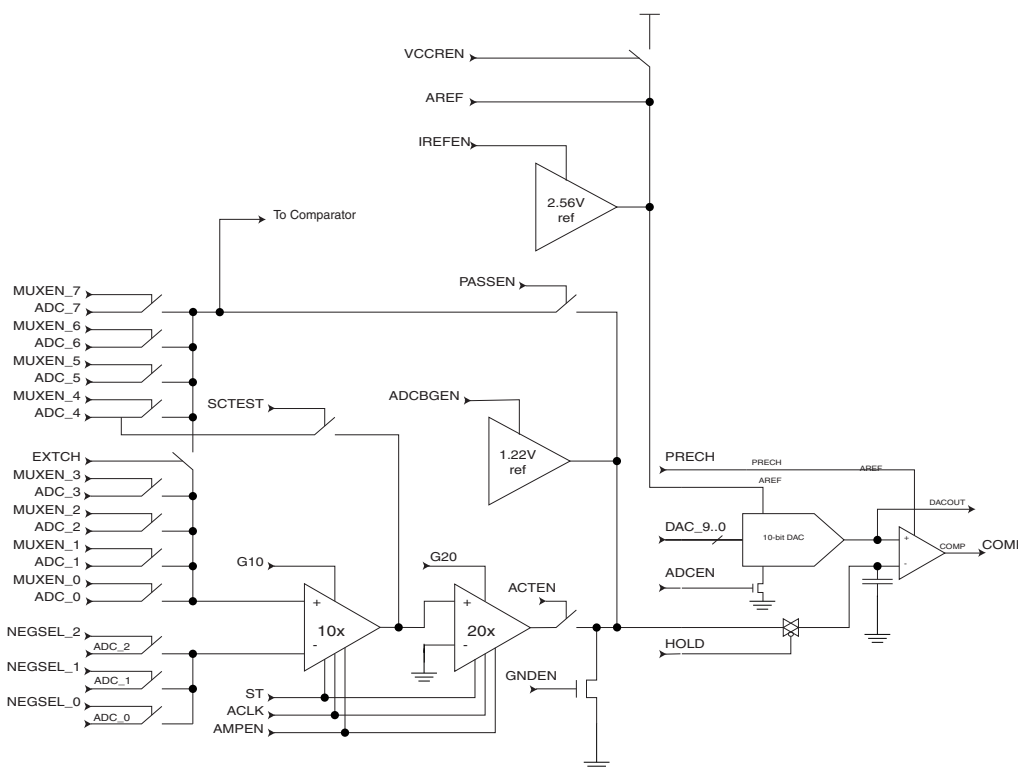 VCCREN
AREF
IREFEN
2.56V
ref
To Comparator
PASSEN
MUXEN_7
ADC_7
MUXEN_6
ADC_6
MUXEN_5
ADC_5
MUXEN_4
ADC_4
SCTEST
ADCBGEN
1.22V
ref
EXTCH
MUXEN_3
ADC_3
MUXEN_2
ADC_2
MUXEN_1
ADC_1
MUXEN_0
ADC_0
PRECH
PRECH
AREF
AREF
DACOUT
DAC_9..0
10-bit DAC
+
-
COMP
COMP
G10
G20
ADCEN
ACTEN
+
10x
-
+
20x
-
HOLD
NEGSEL_2
ADC_2
NEGSEL_1
ADC_1
NEGSEL_0
ADC_0
ST
ACLK
AMPEN
GNDEN